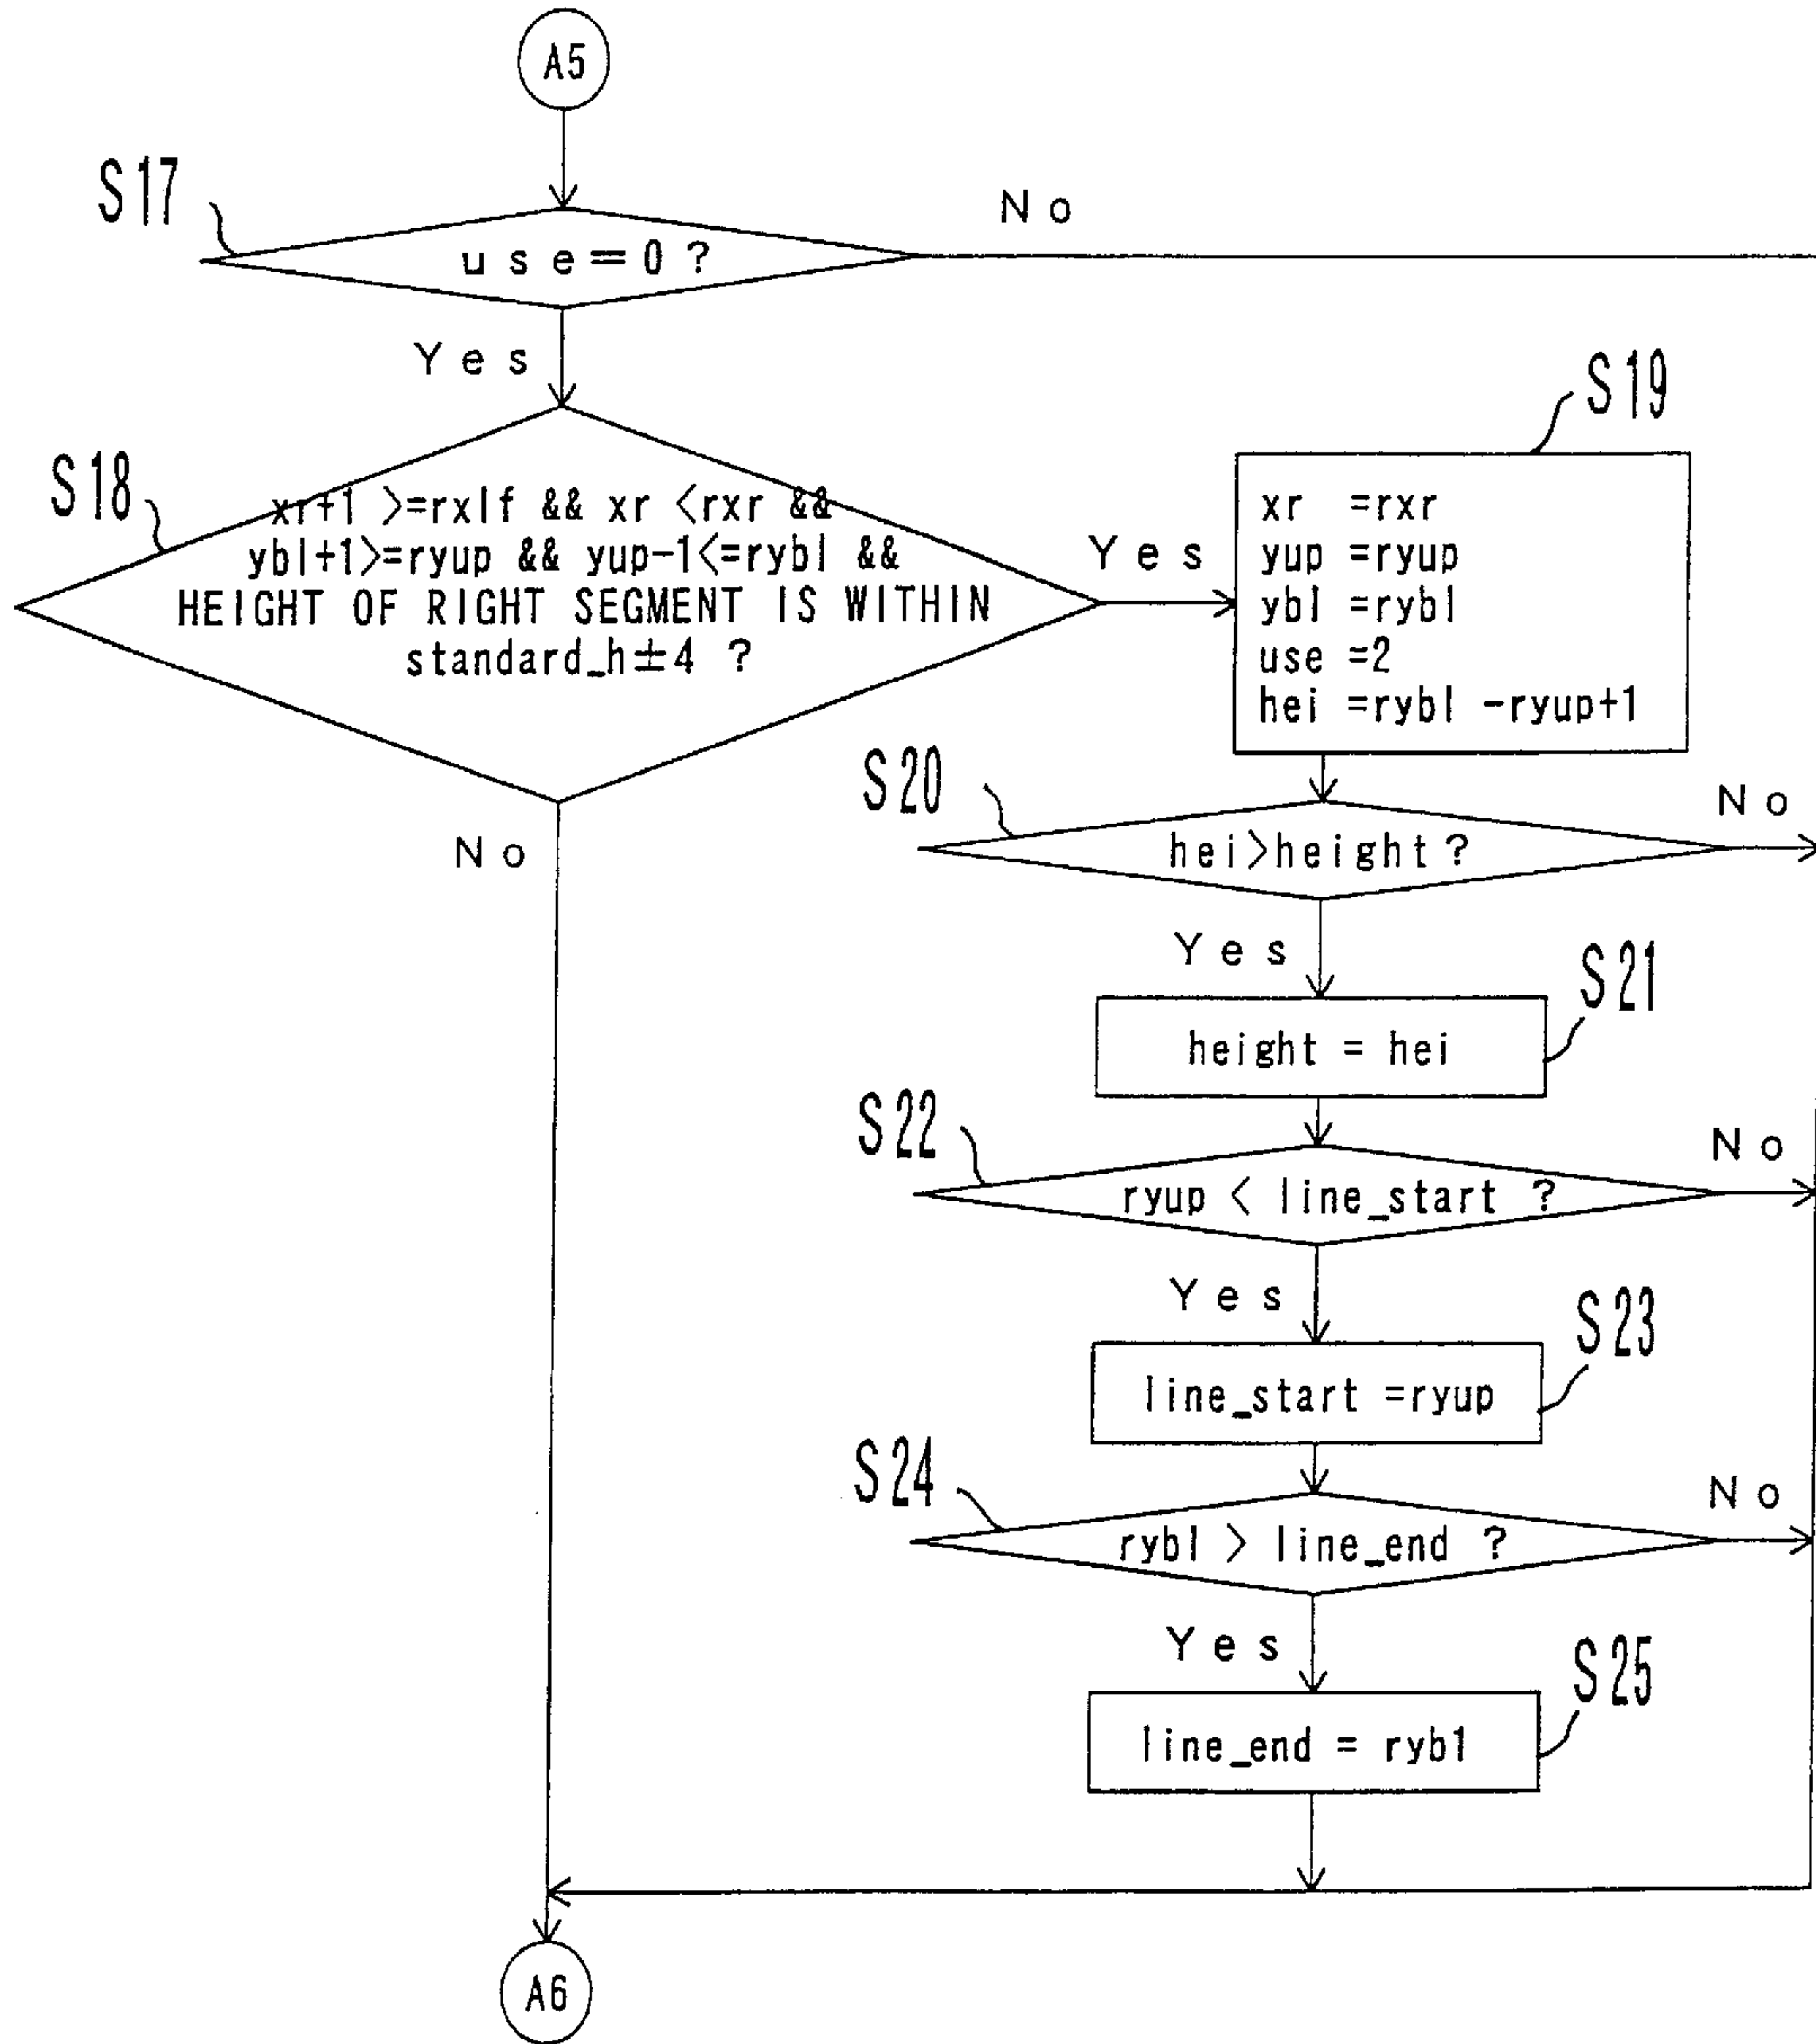 A5
S17
No
use=0 ?
Yes
S18
xr+1 >=rxlf && xr <rxr &&
ybl+1>=ryup && yup-1<=rybl &&
HEIGHT OF RIGHT SEGMENT IS WITHIN
standard_h±4 ?
Yes
No
S19
xr =rxr
yup =ryup
ybl =rybl
use =2
hei =rybl -ryup+1
S20
No
hei>height?
Yes
S21
height = hei
S22
No
ryup < line_start ?
Yes
S23
line_start =ryup
S24
No
rybl > line_end ?
Yes
S25
line_end = rybl
A6